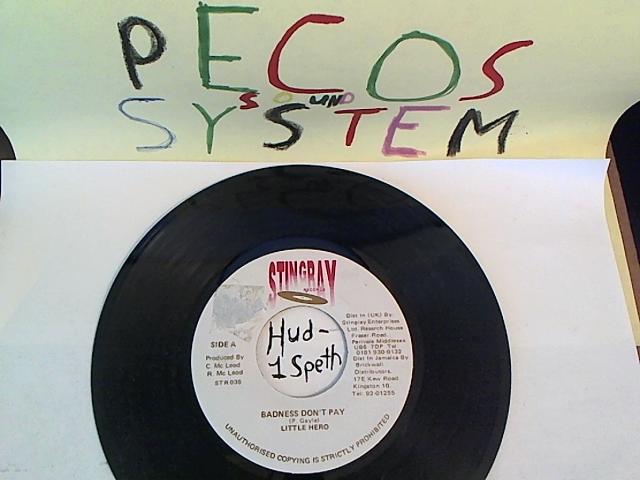 PECOS
SOUND
SYSTEM
STINGRAY
RECORDS
SIDE A
Produced By
C. Mc Leod
R. Mc Leod
STR 036
Hud-
1 Speth
Dist In (UK) By:
Stingray Enterprises
Ltd. Reserch House
Fraser Road.
Perivale Middlesex
UB6 7DP Tel
0181 930 0132
Dist In Jamaica By
Brickwall
Distributors.
17E Kew Road
Kingston 10.
Tel: 92-01255
BADNESS DON'T PAY
(P. Gayle)
LITTLE HERO
UNAUTHORISED COPYING IS STRICTLY PROHIBITED